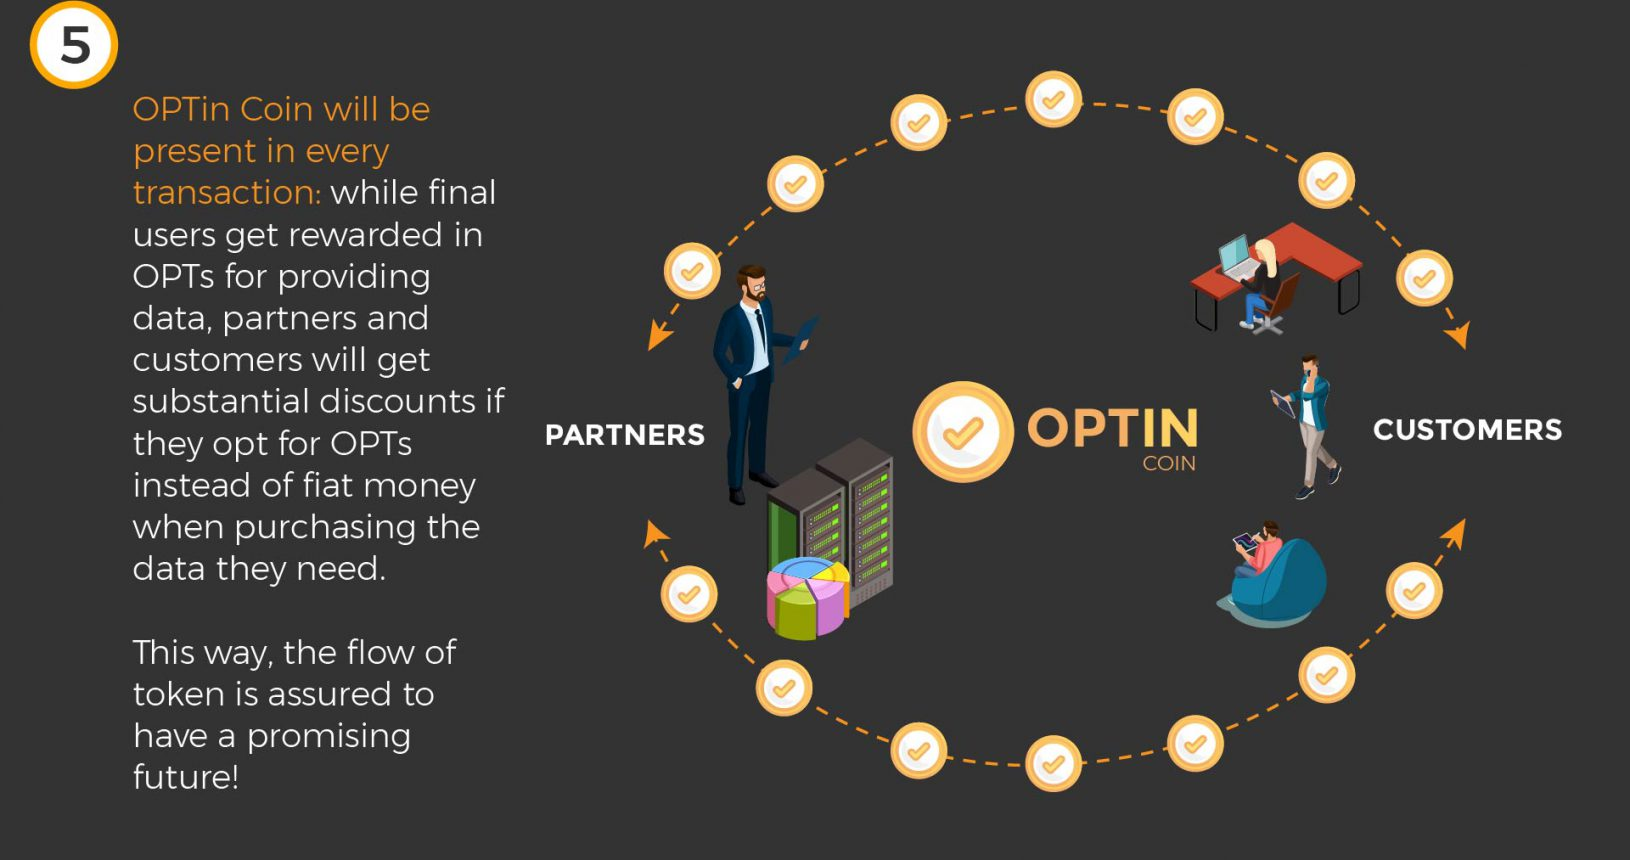 5
OPTin Coin will be
present in every
transaction: while final
users get rewarded in
OPTs for providing
data, partners and
customers will get
substantial discounts if
they opt for OPTs
instead of fiat money
when purchasing the
data they need.
This way, the flow of
token is assured to
have a promising
future!
PARTNERS
OPTIN
COIN
CUSTOMERS